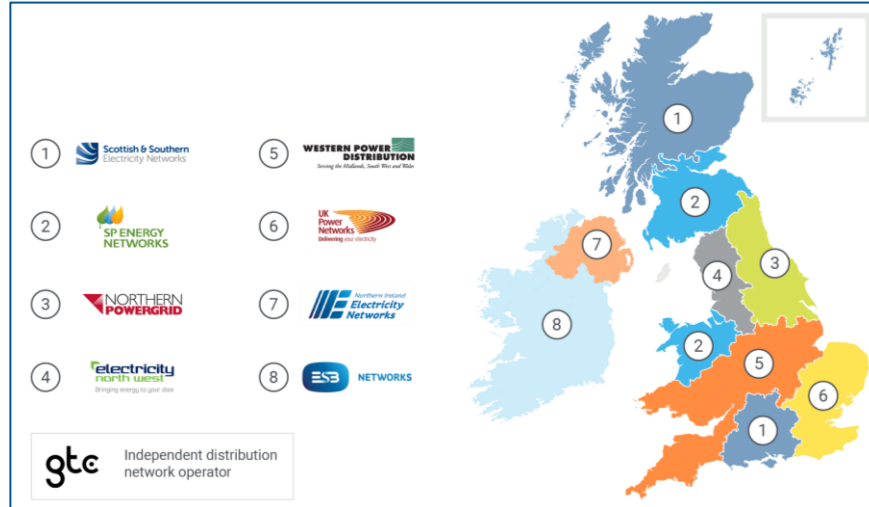 1
Scottish & Southern
Electricity Networks
5
WESTERN POWER
DISTRIBUTION
Serving the Midlands, South West and Wales
2
SP ENERGY
NETWORKS
6
UK
Power
Networks
Delivering your electricity
3
NORTHERN
POWERGRID
7
Northern Ireland
Electricity
Networks
4
electricity
north west
Bringing energy to your door
8
ESB NETWORKS
gtc
Independent distribution
network operator
1
2
3
4
7
8
2
5
6
1